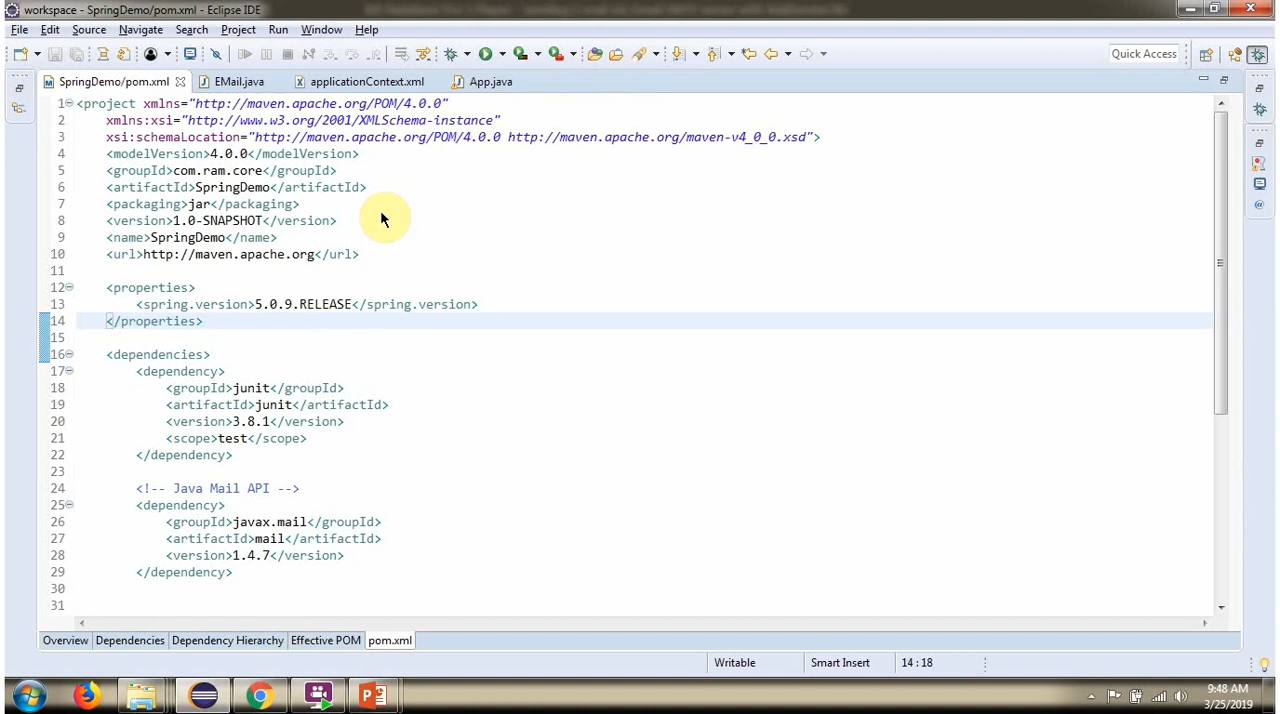 workspace - SpringDemo/pom.xml - Eclipse IDE
File Edit Source Navigate Search Project Run Window Help
Quick Access
SpringDemo/pom.xml EMail.java applicationContext.xml App.java
1 <project xmlns="http://maven.apache.org/POM/4.0.0"
2 xmlns:xsi="http://www.w3.org/2001/XMLSchema-instance"
3 xsi:schemaLocation="http://maven.apache.org/POM/4.0.0 http://maven.apache.org/maven-v4_0_0.xsd">
4 <modelVersion>4.0.0</modelVersion>
5 <groupId>com.ram.core</groupId>
6 <artifactId>SpringDemo</artifactId>
7 <packaging>jar</packaging>
8 <version>1.0-SNAPSHOT</version>
9 <name>SpringDemo</name>
10 <url>http://maven.apache.org</url>
11
12 <properties>
13 <spring.version>5.0.9.RELEASE</spring.version>
14 </properties>
15
16 <dependencies>
17 <dependency>
18 <groupId>junit</groupId>
19 <artifactId>junit</artifactId>
20 <version>3.8.1</version>
21 <scope>test</scope>
22 </dependency>
23
24 <!-- Java Mail API -->
25 <dependency>
26 <groupId>javax.mail</groupId>
27 <artifactId>mail</artifactId>
28 <version>1.4.7</version>
29 </dependency>
30
31
Overview Dependencies Dependency Hierarchy Effective POM pom.xml
Writable Smart Insert 14 : 18
9:48 AM
3/25/2019